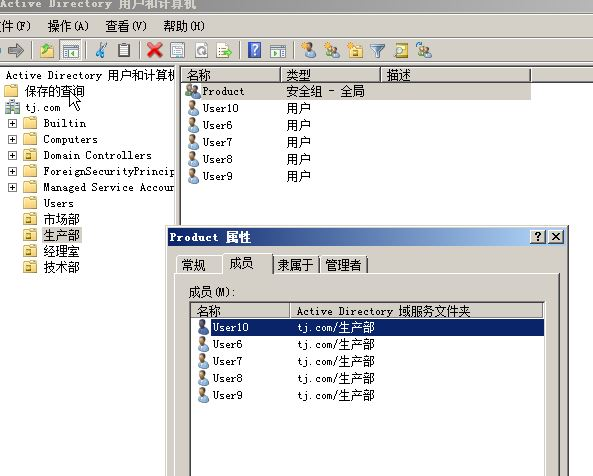 Active Directory 用户和计算机
件(F) 操作(A) 查看(V) 帮助(H)
Active Directory 用户和计算机
保存的查询
tj.com
Builtin
Computers
Domain Controllers
ForeignSecurityPrincip
Managed Service Accoun
Users
市场部
生产部
经理室
技术部
名称 类型 描述
Product 安全组 - 全局
User10 用户
User6 用户
User7 用户
User8 用户
User9 用户
Product 属性
常规 成员 隶属于 管理者
成员(M):
名称 Active Directory 域服务文件夹
User10 tj.com/生产部
User6 tj.com/生产部
User7 tj.com/生产部
User8 tj.com/生产部
User9 tj.com/生产部